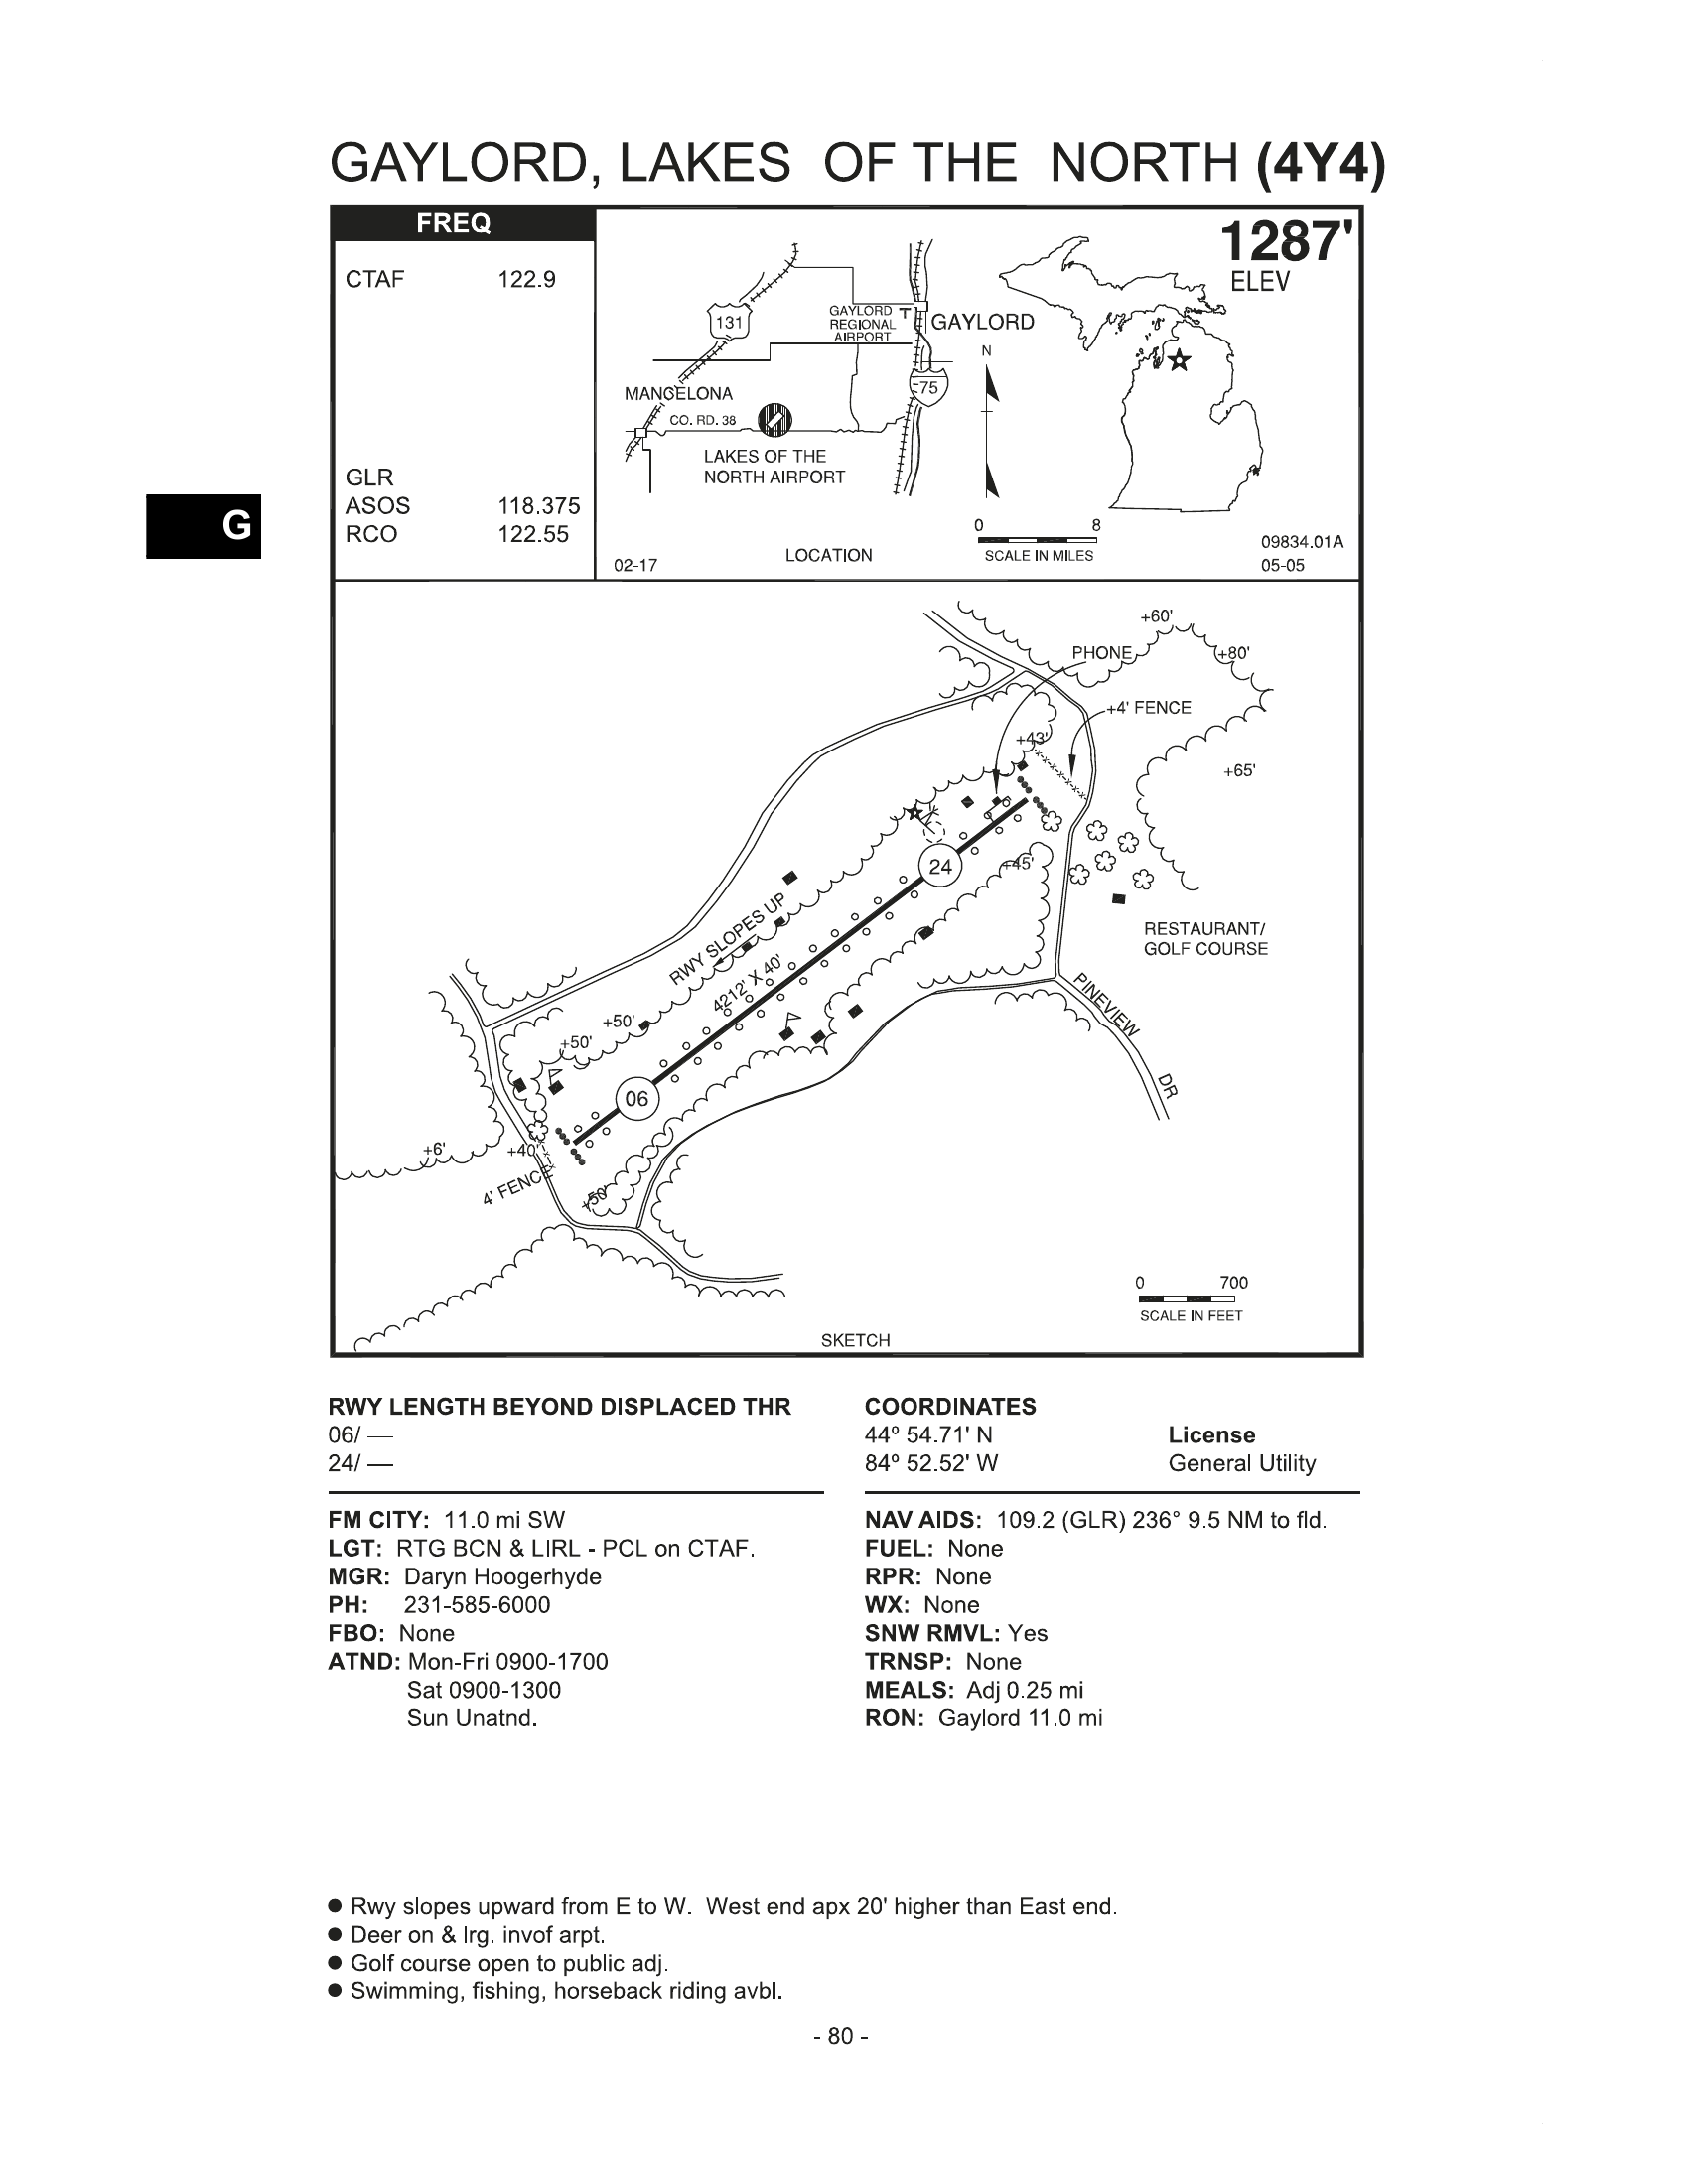 GAYLORD, LAKES OF THE NORTH (4Y4)
FREQ
CTAF 122.9
GLR
ASOS 118.375
RCO 122.55
G
1287'
ELEV
131
GAYLORD
REGIONAL
AIRPORT
T
GAYLORD
N
75
MANCELONA
CO. RD. 38
LAKES OF THE
NORTH AIRPORT
0 8
SCALE IN MILES
LOCATION
02-17
09834.01A
05-05
+60'
PHONE
+80'
+4' FENCE
+43'
+65'
24
+45'
RWY SLOPES UP
4212' X 40'
RESTAURANT/
GOLF COURSE
PINEVIEW
DR
+50'
+50'
06
+6'
+40'
4' FENCE
+50'
0 700
SCALE IN FEET
SKETCH
RWY LENGTH BEYOND DISPLACED THR
06/ —
24/ —
COORDINATES
44º 54.71' N
84º 52.52' W
License
General Utility
FM CITY: 11.0 mi SW
LGT: RTG BCN & LIRL - PCL on CTAF.
MGR: Daryn Hoogerhyde
PH: 231-585-6000
FBO: None
ATND: Mon-Fri 0900-1700
Sat 0900-1300
Sun Unatnd.
NAV AIDS: 109.2 (GLR) 236° 9.5 NM to fld.
FUEL: None
RPR: None
WX: None
SNW RMVL: Yes
TRNSP: None
MEALS: Adj 0.25 mi
RON: Gaylord 11.0 mi
● Rwy slopes upward from E to W. West end apx 20' higher than East end.
● Deer on & lrg. invof arpt.
● Golf course open to public adj.
● Swimming, fishing, horseback riding avbl.
- 80 -